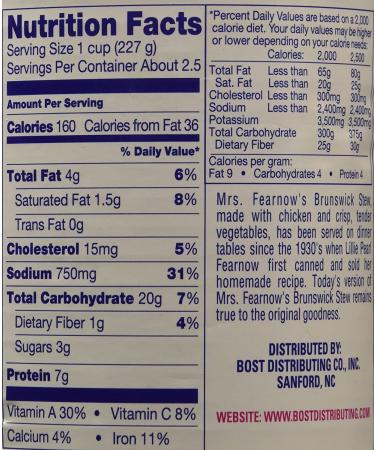 Nutrition Facts
Serving Size 1 cup (227 g)
Servings Per Container About 2.5
Amount Per Serving
Calories 160 Calories from Fat 36
% Daily Value*
Total Fat 4g 6%
Saturated Fat 1.5g 8%
Trans Fat 0g
Cholesterol 15mg 5%
Sodium 750mg 31%
Total Carbohydrate 20g 7%
Dietary Fiber 1g 4%
Sugars 3g
Protein 7g
Vitamin A 30% • Vitamin C 8%
Calcium 4% • Iron 11%
*Percent Daily Values are based on a 2,000
calorie diet. Your daily values may be higher
or lower depending on your calorie needs:
Calories: 2,000 2,500
Total Fat Less than 65g 80g
Sat. Fat Less than 20g 25g
Cholesterol Less than 300mg 300mg
Sodium Less than 2,400mg 2,400mg
Potassium 3,500mg 3,500mg
Total Carbohydrate 300g 375g
Dietary Fiber 25g 30g
Calories per gram:
Fat 9 • Carbohydrates 4 • Protein 4
Mrs. Fearnow's Brunswick Stew,
made with chicken and crisp, tender
vegetables, has been served on dinner
tables since the 1930's when Lillie Pearl
Fearnow first canned and sold her
homemade recipe. Today's version of
Mrs. Fearnow's Brunswick Stew remains
true to the original goodness.
DISTRIBUTED BY:
BOST DISTRIBUTING CO., INC.
SANFORD, NC
WEBSITE: WWW.BOSTDISTRIBUTING.COM